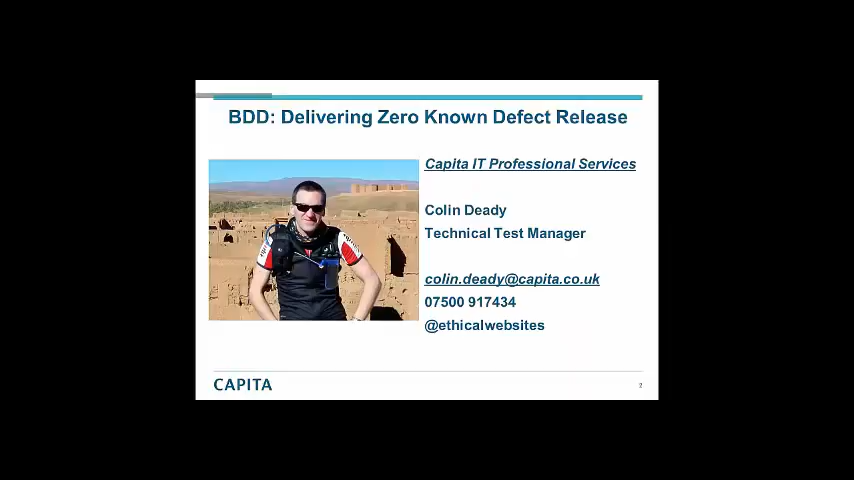 BDD: Delivering Zero Known Defect Release
Capita IT Professional Services
Colin Deady
Technical Test Manager
colin.deady@capita.co.uk
07500 917434
@ethicalwebsites
CAPITA
2